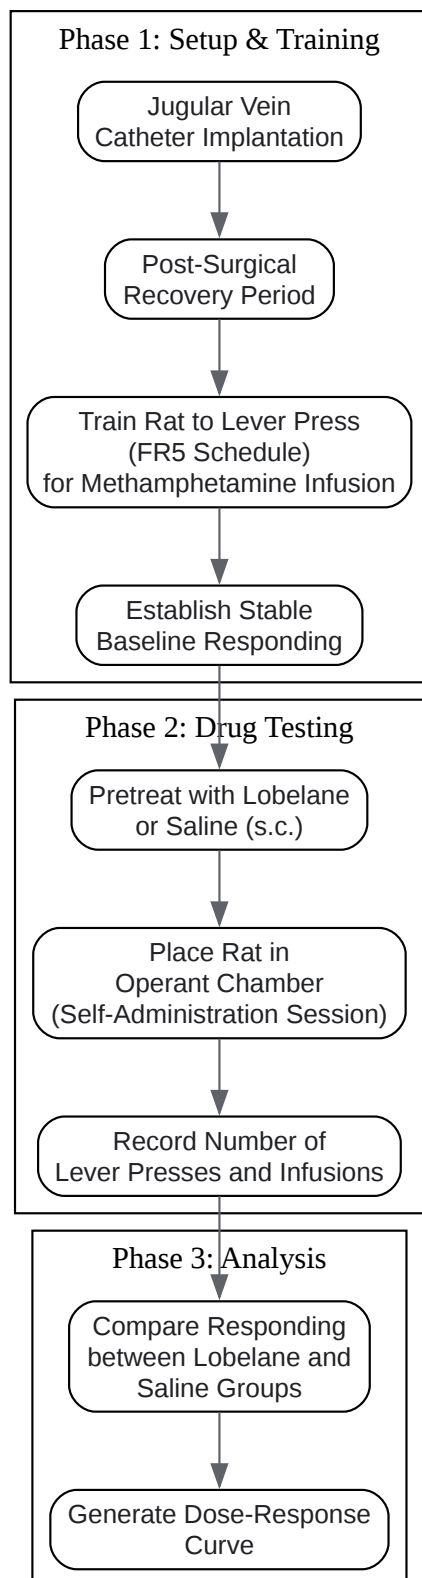 Phase 1: Setup & Training
Jugular Vein
Catheter Implantation
Post-Surgical
Recovery Period
Train Rat to Lever Press
(FR5 Schedule)
for Methamphetamine Infusion
Establish Stable
Baseline Responding
Phase 2: Drug Testing
Pretreat with Lobelane
or Saline (s.c.)
Place Rat in
Operant Chamber
(Self-Administration Session)
Record Number of
Lever Presses and Infusions
Phase 3: Analysis
Compare Responding
between Lobelane and
Saline Groups
Generate Dose-Response
Curve